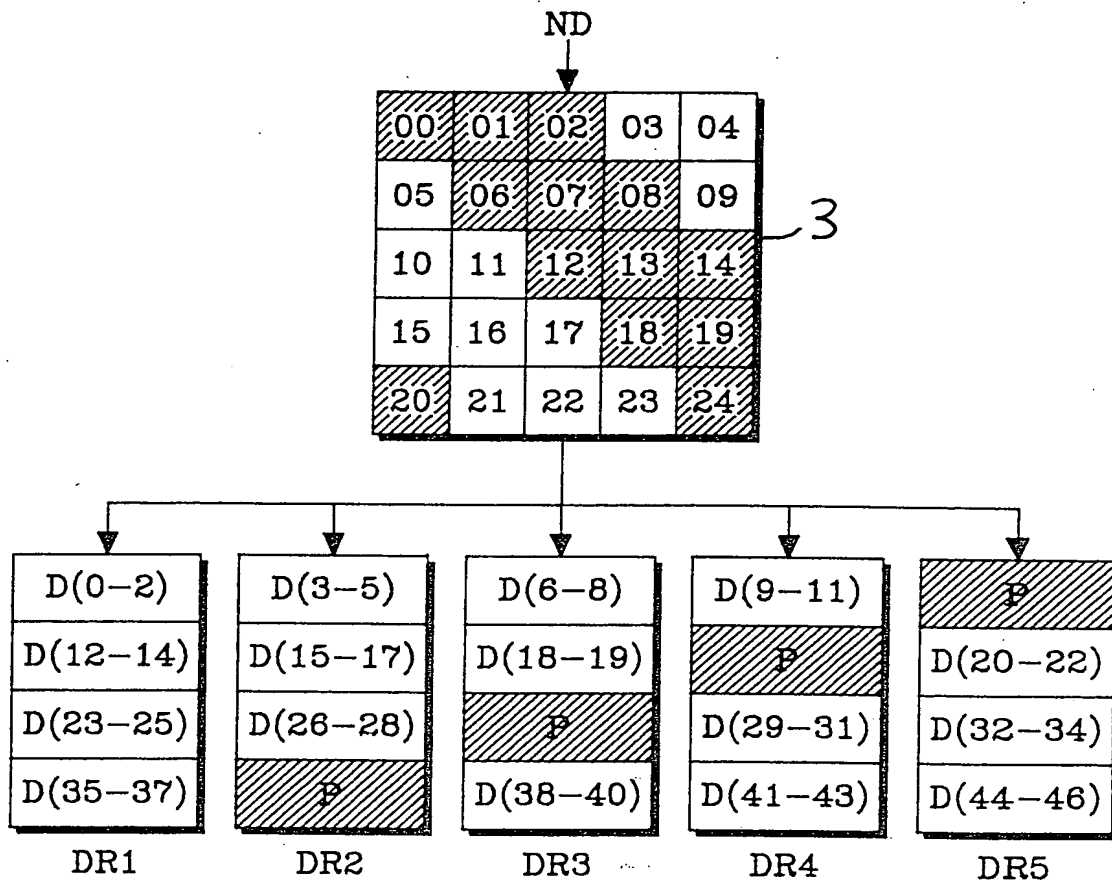 ND
00 01 02 03 04
05 06 07 08 09
3
10 11 12 13 14
15 16 17 18 19
20 21 22 23 24
D(0-2) D(3-5) D(6-8) D(9-11) P
D(12-14) D(15-17) D(18-19) P D(20-22)
D(23-25) D(26-28) P D(29-31) D(32-34)
D(35-37) P D(38-40) D(41-43) D(44-46)
DR1 DR2 DR3 DR4 DR5